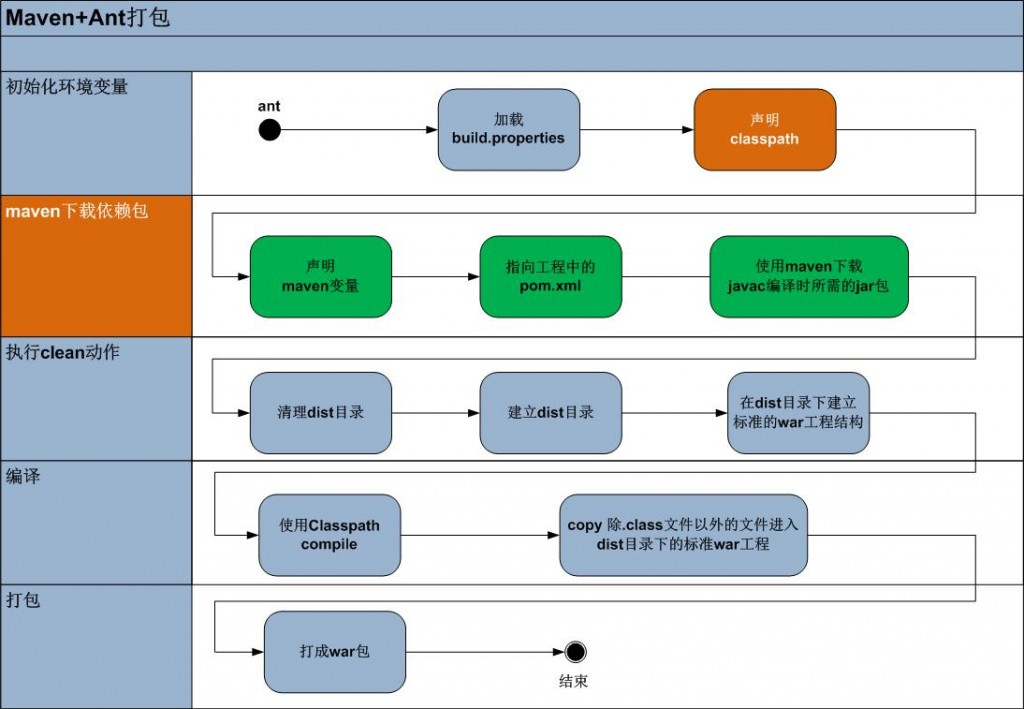 Maven+Ant打包
初始化环境变量
ant
加载
build.properties
声明
classpath
maven下载依赖包
声明
maven变量
指向工程中的
pom.xml
使用maven下载
javac编译时所需的jar包
执行clean动作
清理dist目录
建立dist目录
在dist目录下建立
标准的war工程结构
编译
使用Classpath
compile
copy 除.class文件以外的文件进入
dist目录下的标准war工程
打包
打成war包
结束